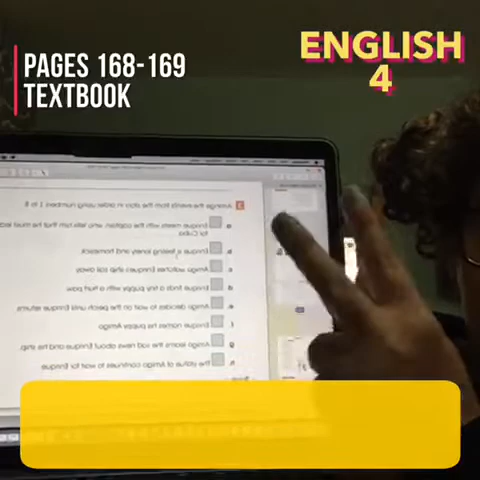 PAGES 168-169
TEXTBOOK
ENGLISH
4
3 Arrange the events from the story in order using numbers 1 to 8
a. Enrique meets with the captain, who tells him that he must
for Cuba.
b. Enrique is feeling lonely and homesick.
c. Amigo watches Enrique's ship sail away.
d. Enrique finds a tiny puppy with a hurt paw.
e. Amigo decides to wait on the beach until Enrique returns
f. Enrique names his puppy Amigo.
g. Amigo learns the sad news about Enrique and his ship.
h. The statue of Amigo continues to wait for Enrique